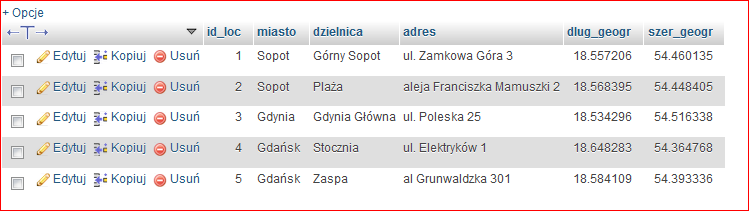 + Opcje
id_loc miasto dzielnica adres dlug_geogr szer_geogr
Edytuj Kopiuj Usuń 1 Sopot Górny Sopot ul. Zamkowa Góra 3 18.557206 54.460135
Edytuj Kopiuj Usuń 2 Sopot Plaża aleja Franciszka Mamuszki 2 18.568395 54.448405
Edytuj Kopiuj Usuń 3 Gdynia Gdynia Główna ul. Poleska 25 18.534296 54.516338
Edytuj Kopiuj Usuń 4 Gdańsk Stocznia ul. Elektryków 1 18.648283 54.364768
Edytuj Kopiuj Usuń 5 Gdańsk Zaspa al Grunwaldzka 301 18.584109 54.393336